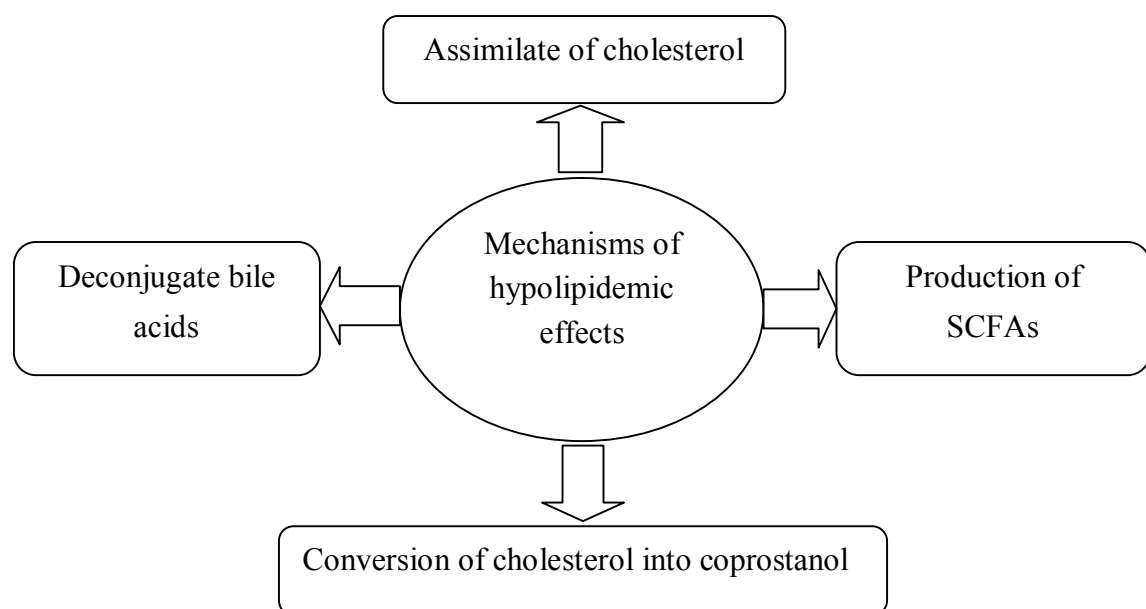 Assimilate of cholesterol
Mechanisms of
hypolipidemic
effects
Deconjugate bile
acids
Production of
SCFAs
Conversion of cholesterol into coprostanol